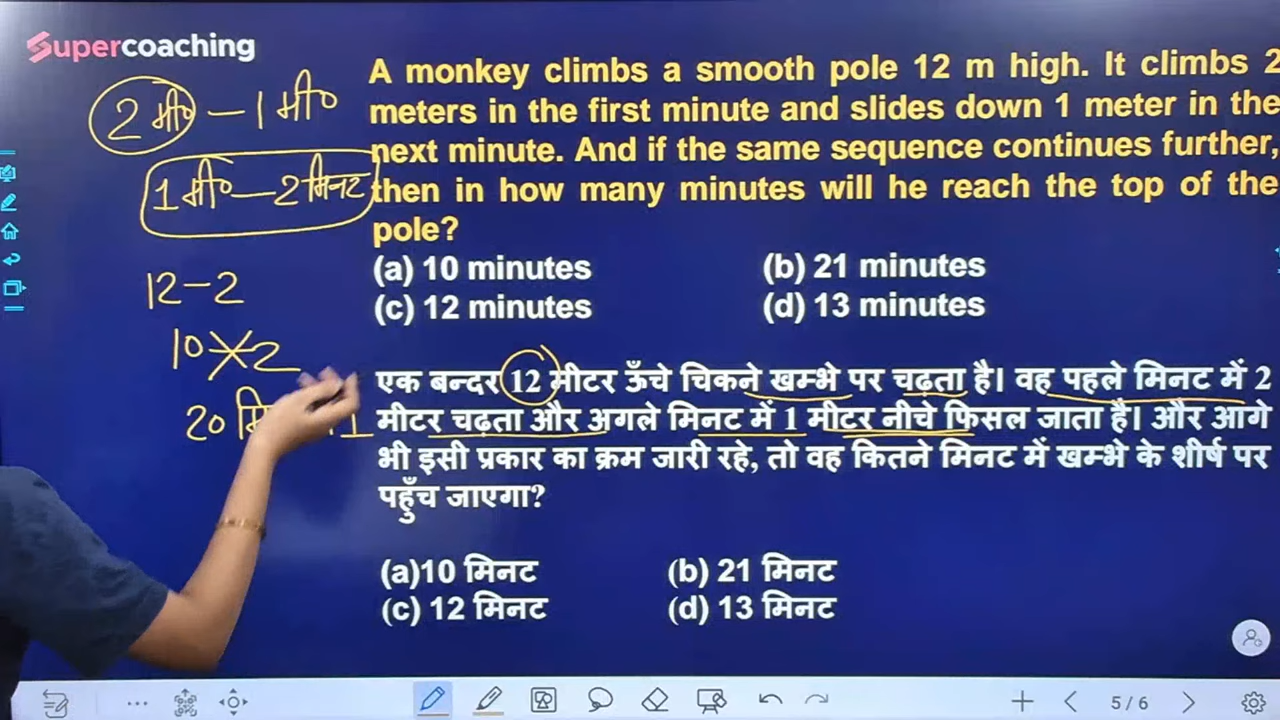 Supercoaching
2 मी० – 1 मी०
1 मी० – 2 मिनट
12 – 2
10 × 2
20
1
A monkey climbs a smooth pole 12 m high. It climbs 2
meters in the first minute and slides down 1 meter in the
next minute. And if the same sequence continues further,
then in how many minutes will he reach the top of the
pole?
(a) 10 minutes (b) 21 minutes
(c) 12 minutes (d) 13 minutes
एक बन्दर 12 मीटर ऊँचे चिकने खम्भे पर चढ़ता है। वह पहले मिनट में 2
मीटर चढ़ता और अगले मिनट में 1 मीटर नीचे फिसल जाता है। और आगे
भी इसी प्रकार का क्रम जारी रहे, तो वह कितने मिनट में खम्भे के शीर्ष पर
पहुँच जाएगा?
(a)10 मिनट (b) 21 मिनट
(c) 12 मिनट (d) 13 मिनट
5 / 6